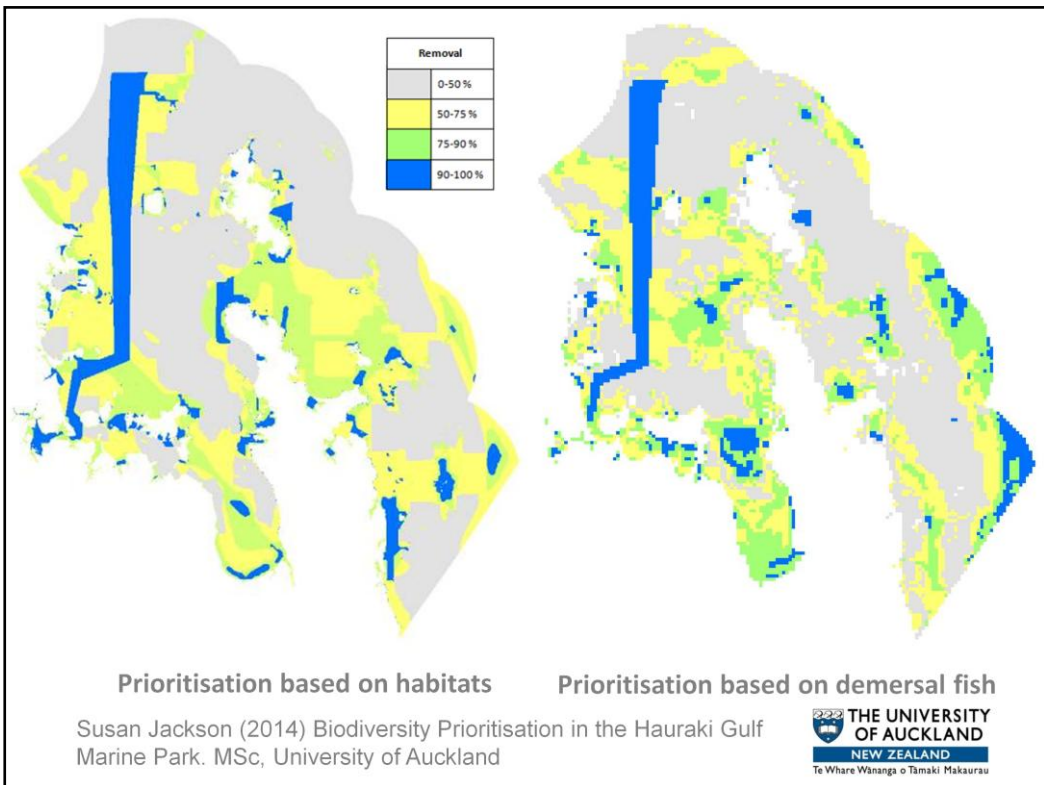 Removal
0-50 %
50-75 %
75-90 %
90-100 %
Prioritisation based on habitats
Prioritisation based on demersal fish
Susan Jackson (2014) Biodiversity Prioritisation in the Hauraki Gulf
Marine Park. MSc, University of Auckland
THE UNIVERSITY
OF AUCKLAND
NEW ZEALAND
Te Whare Wānanga o Tāmaki Makaurau